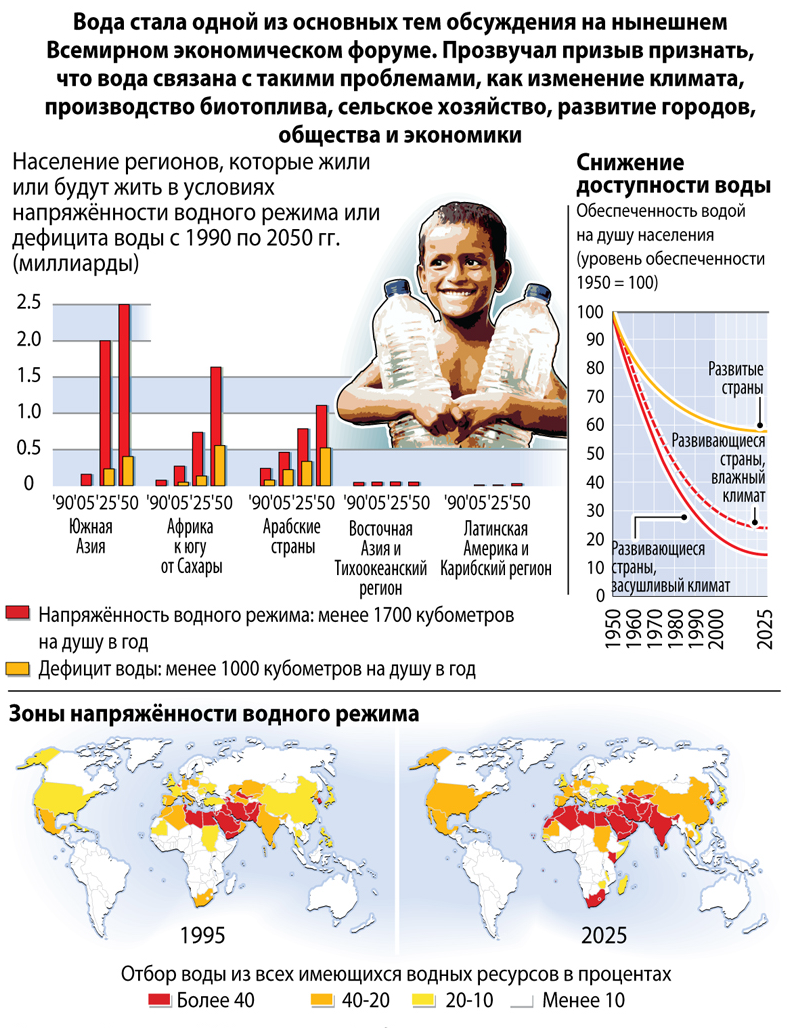 Вода стала одной из основных тем обсуждения на нынешнем
Всемирном экономическом форуме. Прозвучал призыв признать,
что вода связана с такими проблемами, как изменение климата,
производство биотоплива, сельское хозяйство, развитие городов,
общества и экономики
Население регионов, которые жили
или будут жить в условиях
напряжённости водного режима или
дефицита воды с 1990 по 2050 гг.
(миллиарды)
2.5
2.0
1.5
1.0
0.5
0
'90'05'25'50
Южная
Азия
'90'05'25'50
Африка
к югу
от Сахары
'90'05'25'50
Арабские
страны
'90'05'25'50
Восточная
Азия и
Тихоокеанский
регион
'90'05'25'50
Латинская
Америка и
Карибский регион
Напряжённость водного режима: менее 1700 кубометров
на душу в год
Дефицит воды: менее 1000 кубометров на душу в год
Снижение
доступности воды
Обеспеченность водой
на душу населения
(уровень обеспеченности
1950 = 100)
100
90
80
70
60
50
40
30
20
10
0
Развитые
страны
Развивающиеся
страны,
влажный
климат
Развивающиеся
страны,
засушливый климат
1950
1960
1970
1980
1990
2000
2025
Зоны напряжённости водного режима
1995
2025
Отбор воды из всех имеющихся водных ресурсов в процентах
Более 40
40-20
20-10
Менее 10